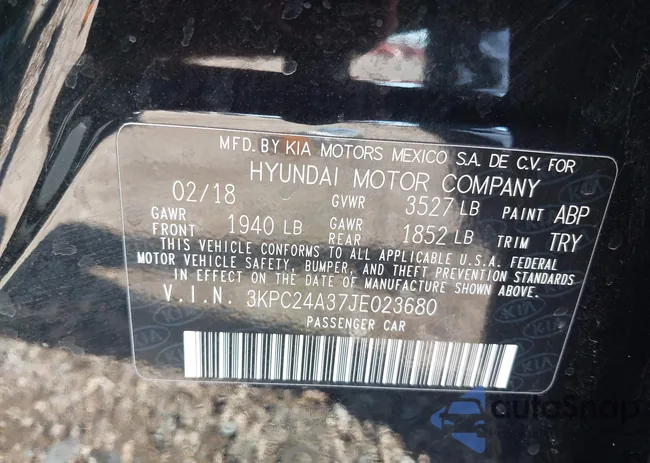 MFD. BY KIA MOTORS MEXICO S.A. DE C.V. FOR
HYUNDAI MOTOR COMPANY
02/18 GVWR 3527 LB PAINT ABP
GAWR FRONT 1940 LB GAWR REAR 1852 LB TRIM TRY
THIS VEHICLE CONFORMS TO ALL APPLICABLE U.S.A. FEDERAL
MOTOR VEHICLE SAFETY, BUMPER, AND THEFT PREVENTION STANDARDS
IN EFFECT ON THE DATE OF MANUFACTURE SHOWN ABOVE.
V.I.N. 3KPC24A37JE023680
PASSENGER CAR
KIA
autoSnap